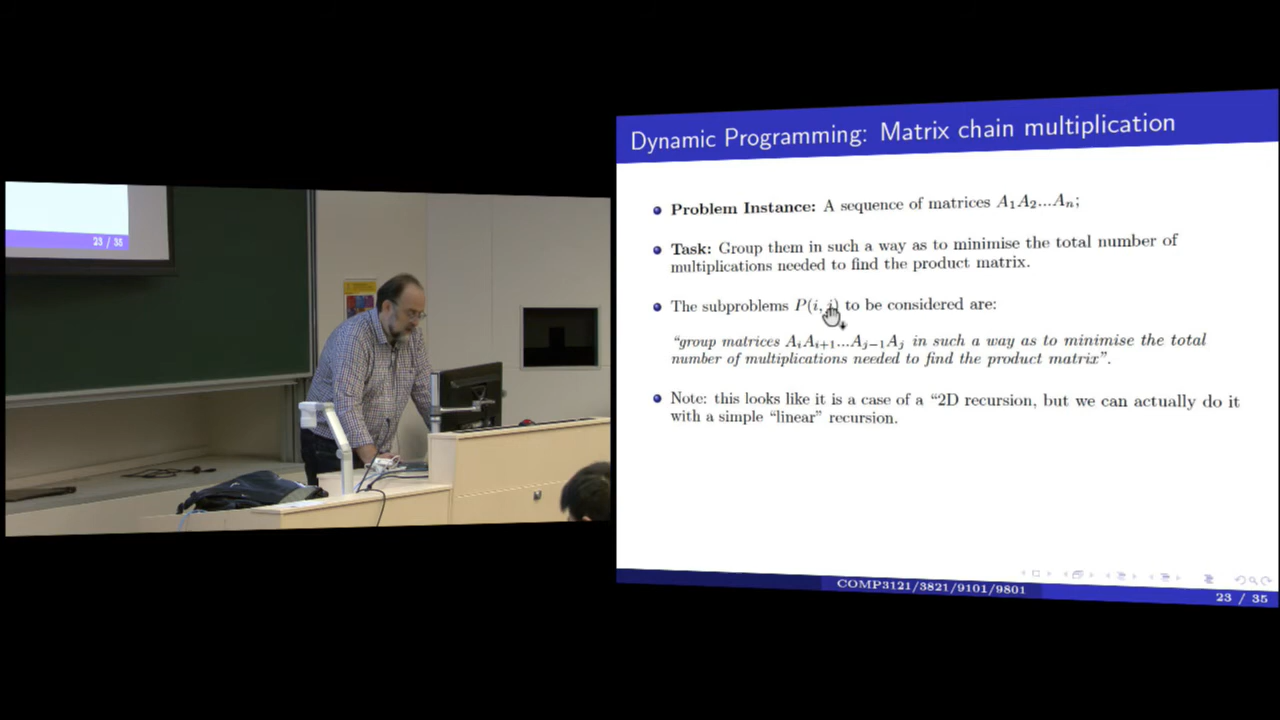 23 / 35
Dynamic Programming: Matrix chain multiplication
Problem Instance: A sequence of matrices A₁A₂...Aₙ;
Task: Group them in such a way as to minimise the total number of
multiplications needed to find the product matrix.
The subproblems P(i, j) to be considered are:
"group matrices AᵢAᵢ₊₁...Aⱼ₋₁Aⱼ in such a way as to minimise the total
number of multiplications needed to find the product matrix".
Note: this looks like it is a case of a "2D recursion, but we can actually do it
with a simple "linear" recursion.
COMP3121/3821/9101/9801
23 / 35